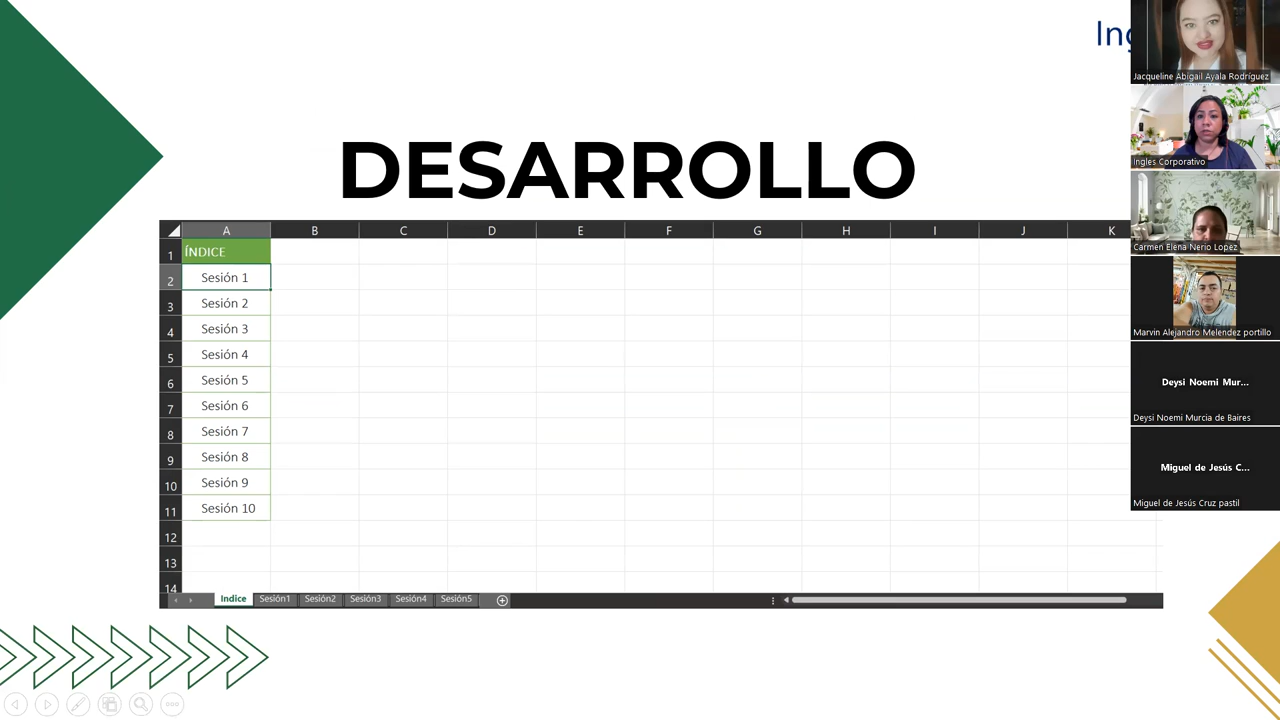 Ing
DESARROLLO
A B C D E F G H I J K
1 ÍNDICE
2 Sesión 1
3 Sesión 2
4 Sesión 3
5 Sesión 4
6 Sesión 5
7 Sesión 6
8 Sesión 7
9 Sesión 8
10 Sesión 9
11 Sesión 10
12
13
14
Indice Sesión1 Sesión2 Sesión3 Sesión4 Sesión5
Jacqueline Abigail Ayala Rodríguez
Ingles Corporativo
Carmen Elena Nerio Lopez
Marvin Alejandro Melendez portillo
Deysi Noemi Mur...
Deysi Noemi Murcia de Baires
Miguel de Jesús C...
Miguel de Jesús Cruz pastil